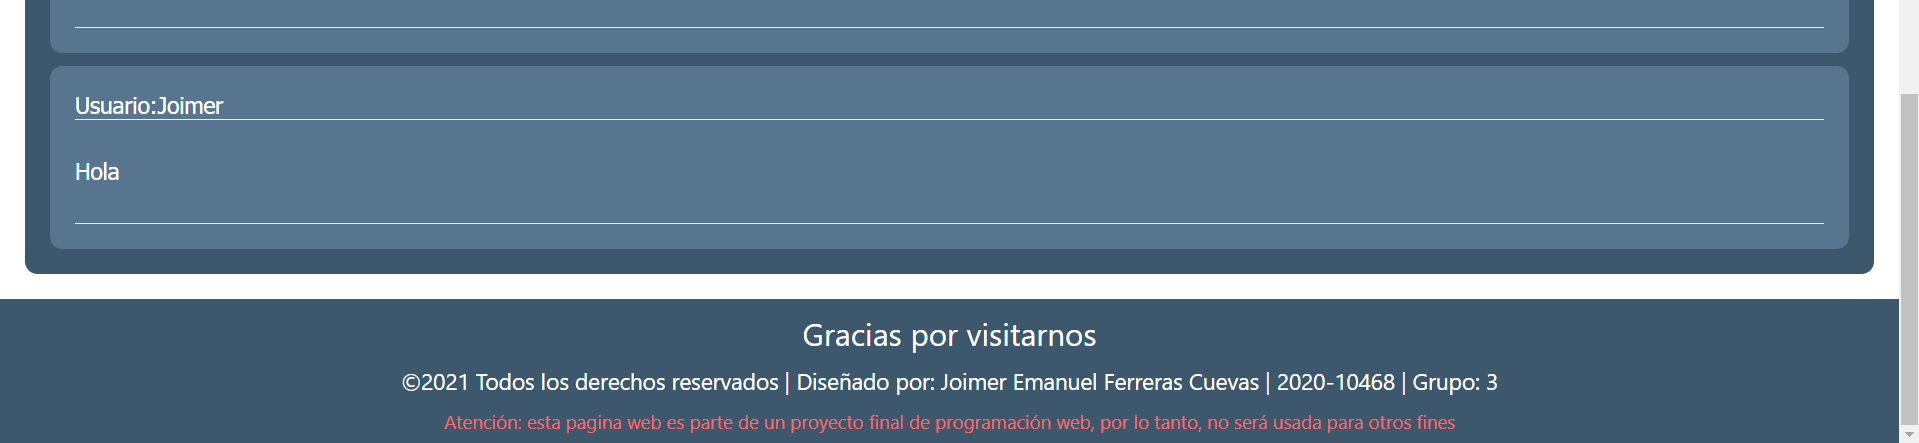 Usuario:Joimer
Hola
Gracias por visitarnos
©2021 Todos los derechos reservados | Diseñado por: Joimer Emanuel Ferreras Cuevas | 2020-10468 | Grupo: 3
Atención: esta pagina web es parte de un proyecto final de programación web, por lo tanto, no será usada para otros fines